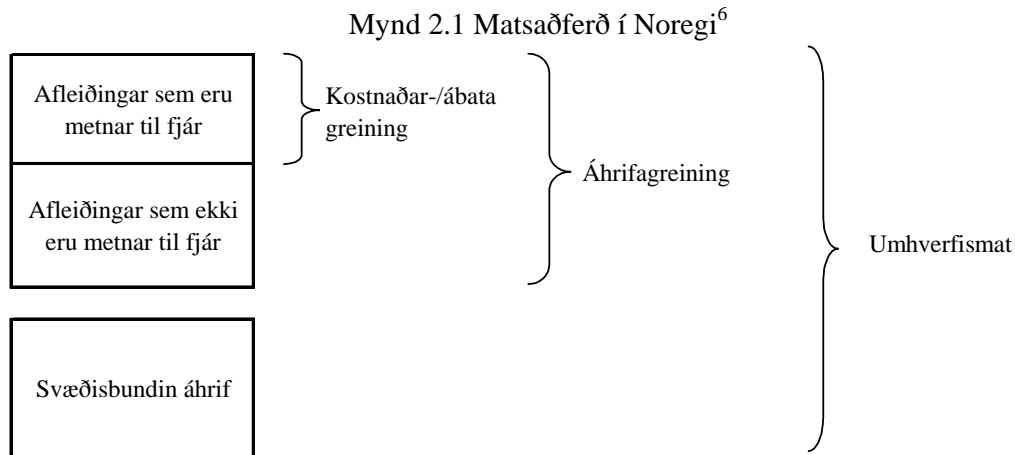 Mynd 2.1 Matsaðferð í Noregi6
Afleiðingar sem eru
metnar til fjár
Kostnaðar-/ábata
greining
Áhrifagreining
Afleiðingar sem ekki
eru metnar til fjár
Umhverfismat
Svæðisbundin áhrif